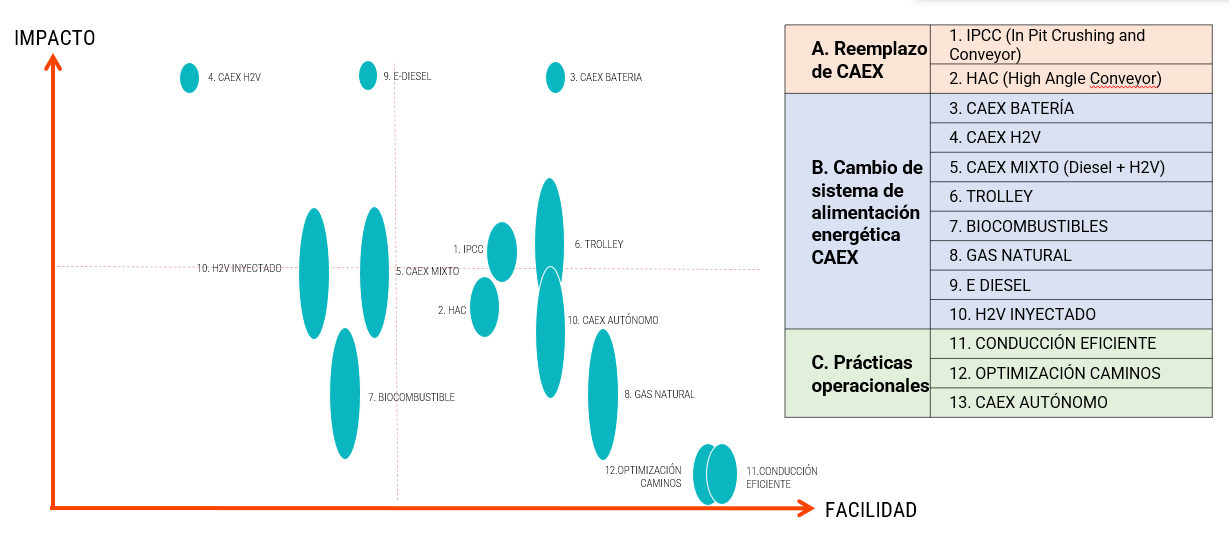 IMPACTO
4. CAEX H2V
9. E-DIESEL
3. CAEX BATERIA
1. IPCC
6. TROLLEY
10. H2V INYECTADO
5. CAEX MIXTO
2. HAC
10. CAEX AUTÓNOMO
7. BIOCOMBUSTIBLE
8. GAS NATURAL
12.OPTIMIZACIÓN
CAMINOS
11.CONDUCCIÓN
EFICIENTE
FACILIDAD
A. Reemplazo
de CAEX
1. IPCC (In Pit Crushing and
Conveyor)
2. HAC (High Angle Conveyor)
B. Cambio de
sistema de
alimentación
energética
CAEX
3. CAEX BATERÍA
4. CAEX H2V
5. CAEX MIXTO (Diesel + H2V)
6. TROLLEY
7. BIOCOMBUSTIBLES
8. GAS NATURAL
9. E DIESEL
10. H2V INYECTADO
C. Prácticas
operacionales
11. CONDUCCIÓN EFICIENTE
12. OPTIMIZACIÓN CAMINOS
13. CAEX AUTÓNOMO